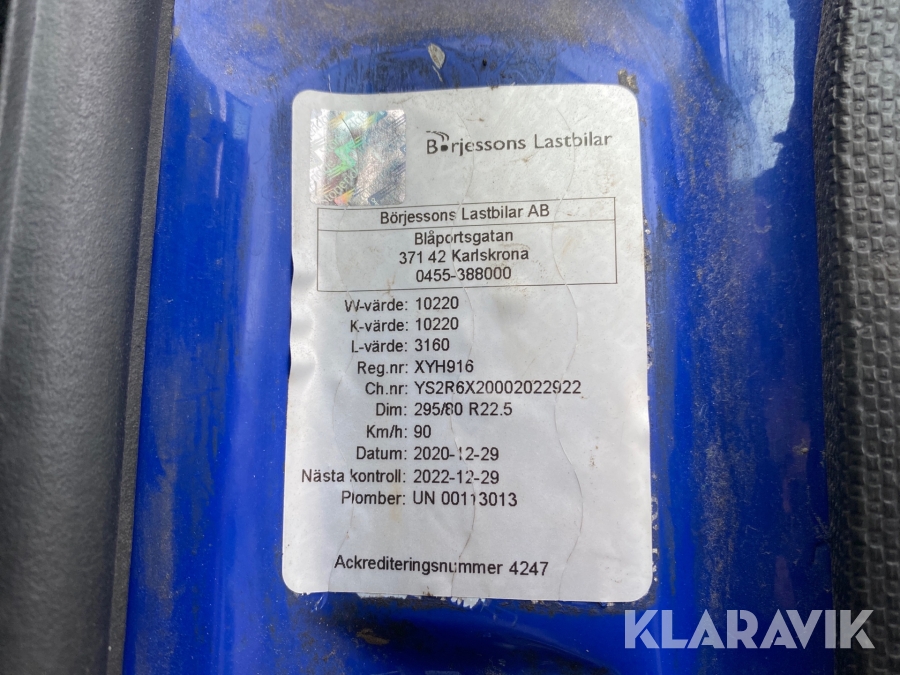 Börjessons Lastbilar
Börjessons Lastbilar AB
Blåportsgatan
371 42 Karlskrona
0455-388000
W-värde: 10220
K-värde: 10220
L-värde: 3160
Reg.nr: XYH916
Ch.nr: YS2R6X20002022922
Dim: 295/80 R22.5
Km/h: 90
Datum: 2020-12-29
Nästa kontroll: 2022-12-29
Plomber: UN 00113013
Ackrediteringsnummer 4247
KLARAVIK